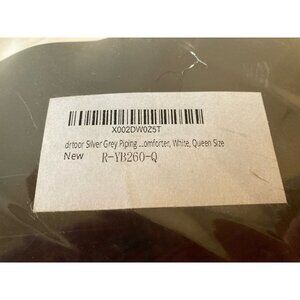 X002DW0Z5T
drtoor Silver Grey Piping ...omforter, White, Queen Size
New
R-YB260-Q